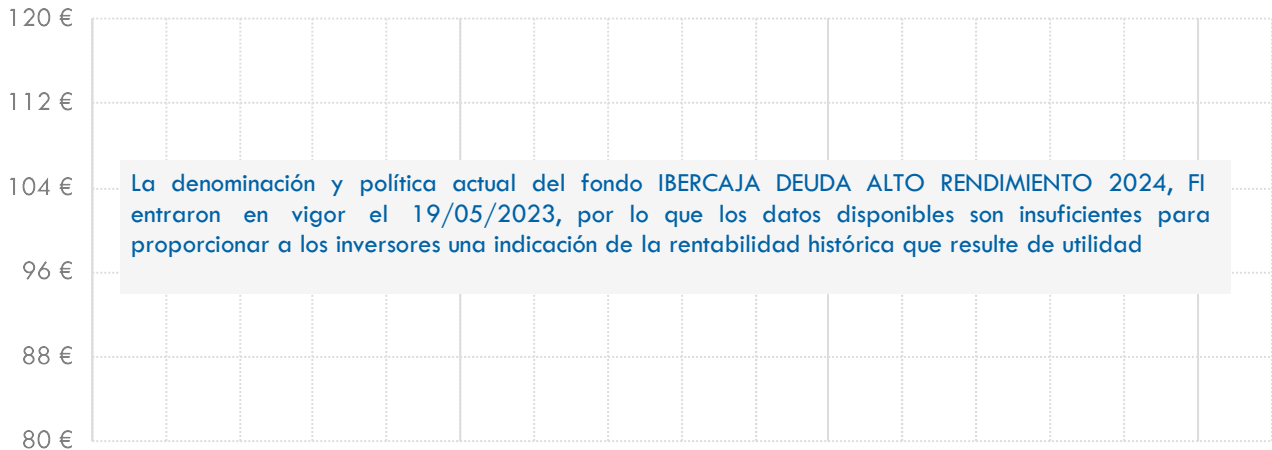 120 €
112 €
104 €
La denominación y política actual del fondo IBERCAJA DEUDA ALTO RENDIMIENTO 2024, FI
entraron en vigor el 19/05/2023, por lo que los datos disponibles son insuficientes para
proporcionar a los inversores una indicación de la rentabilidad histórica que resulte de utilidad
96 €
88 €
80 €